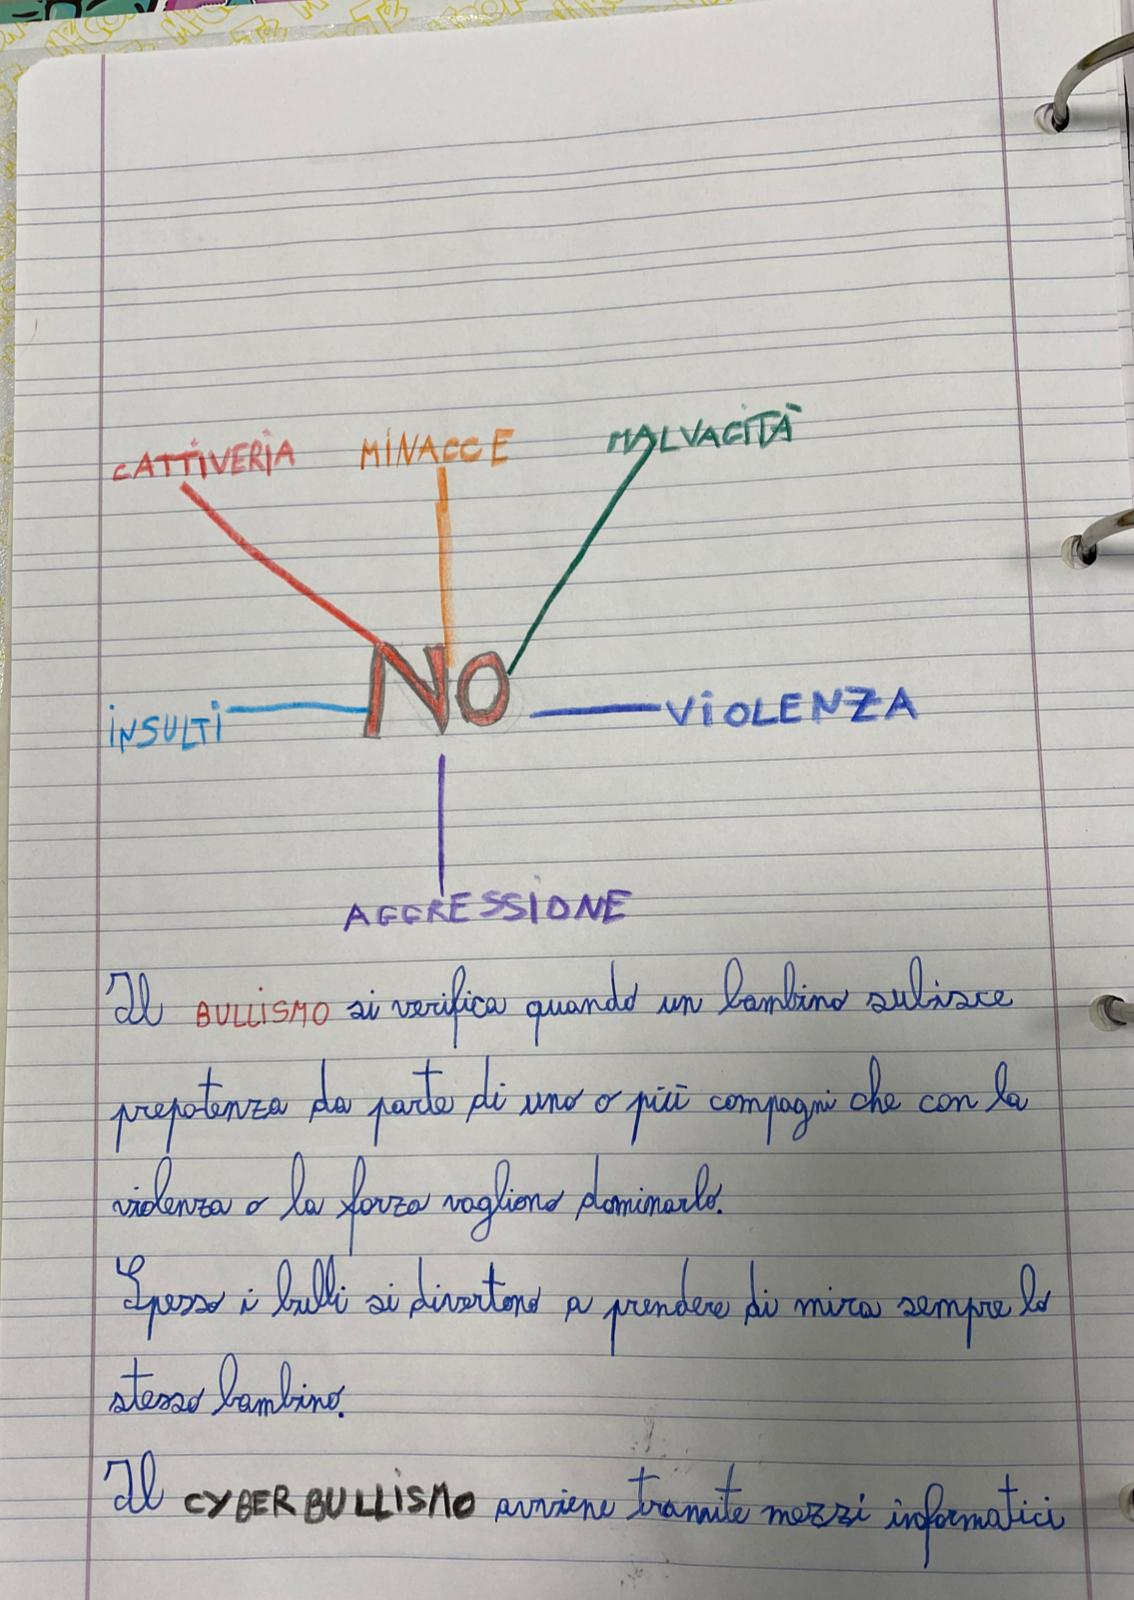 CATTIVERIA MINACCE MALVACITÀ
NO
INSULTI VIOLENZA
AGGRESSIONE
Il BULLISMO si verifica quando un bambino subisce
prepotenza da parte di uno o più compagni che con la
violenza o la forza vogliono dominarlo.
Spesso i bulli si divertono a prendere di mira sempre lo
stesso bambino.
Il CYBERBULLISMO avviene tramite mezzi informatici